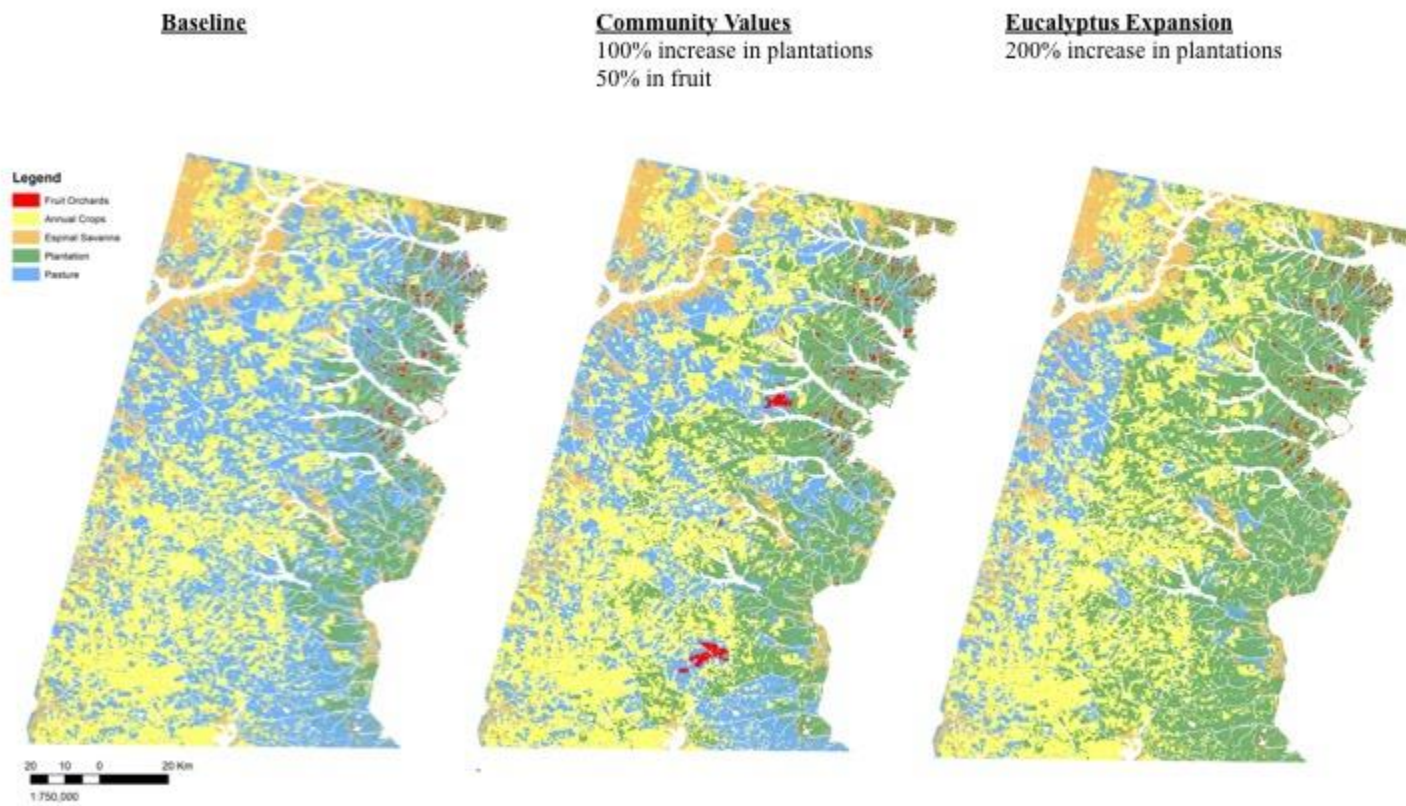 Baseline
Community Values
100% increase in plantations
50% in fruit
Eucalyptus Expansion
200% increase in plantations
Legend
Fruit Orchards
Annual Crops
Espinal Savanna
Plantation
Pasture
20 10 0 20 Km
1:750,000